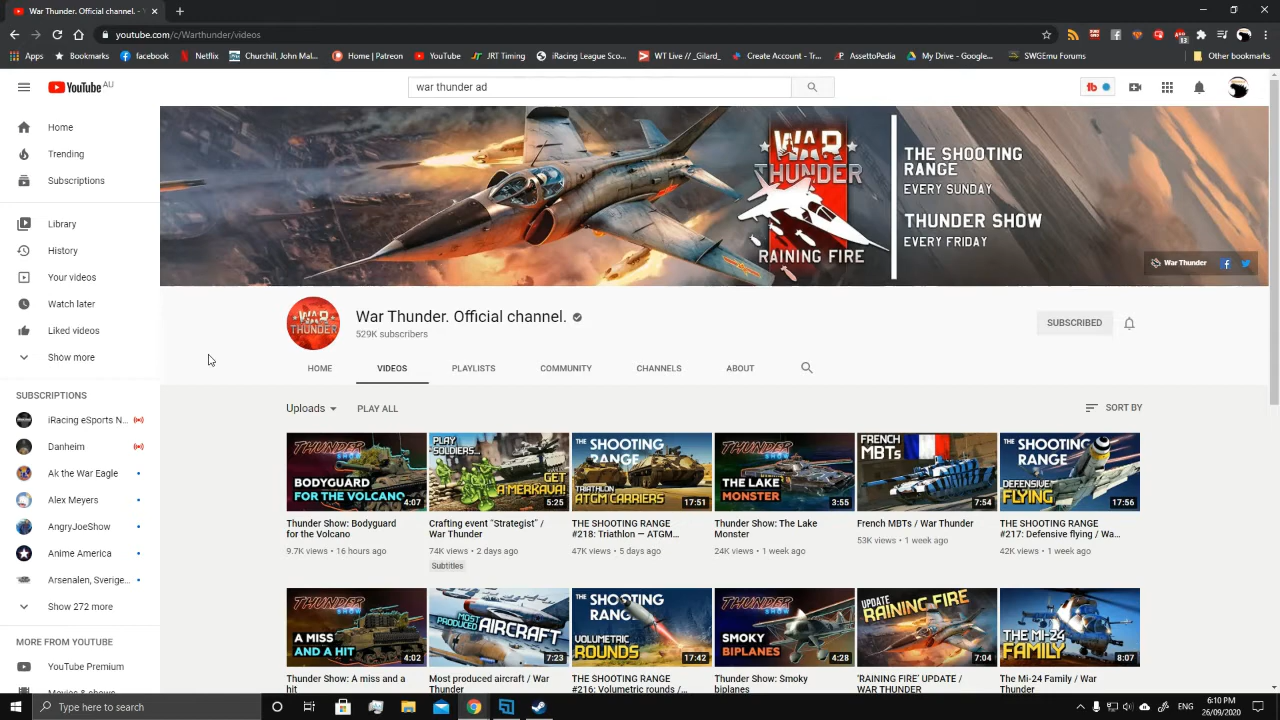 War Thunder. Official channel. - Y
youtube.com/c/Warthunder/videos
13
Apps
Bookmarks
facebook
Netflix
Churchill, John Mal...
Home | Patreon
YouTube
JRT Timing
iRacing League Sco...
WT Live // _Gilard_
Create Account - Tr...
AssettoPedia
My Drive - Google...
SWGEmu Forums
Other bookmarks
YouTube AU
war thunder ad
Home
Trending
Subscriptions
Library
History
Your videos
Watch later
Liked videos
Show more
SUBSCRIPTIONS
iRacing eSports N...
Danheim
Ak the War Eagle
Alex Meyers
AngryJoeShow
Anime America
Arsenalen, Sverige...
Show 272 more
MORE FROM YOUTUBE
YouTube Premium
Movies & shows
WAR
THUNDER
RAINING FIRE
THE SHOOTING
RANGE
EVERY SUNDAY
THUNDER SHOW
EVERY FRIDAY
War Thunder
WAR
THUNDER
War Thunder. Official channel.
529K subscribers
SUBSCRIBED
HOME
VIDEOS
PLAYLISTS
COMMUNITY
CHANNELS
ABOUT
Uploads
PLAY ALL
SORT BY
THUNDER
SHOW
BODYGUARD
FOR THE VOLCANO
4:07
Thunder Show: Bodyguard
for the Volcano
9.7K views • 16 hours ago
PLAY
SOLDIERS...
GET
A MERKAVA!
5:25
Crafting event "Strategist" /
War Thunder
74K views • 2 days ago
Subtitles
THE SHOOTING
RANGE
TRIATHLON
ATGM CARRIERS
17:51
THE SHOOTING RANGE
#218: Triathlon — ATGM...
47K views • 5 days ago
THUNDER
SHOW
THE LAKE
MONSTER
3:55
Thunder Show: The Lake
Monster
24K views • 1 week ago
FRENCH
MBTs
7:54
French MBTs / War Thunder
53K views • 1 week ago
THE SHOOTING
RANGE
DEFENSIVE
FLYING
17:56
THE SHOOTING RANGE
#217: Defensive flying / Wa...
42K views • 1 week ago
THUNDER
SHOW
A MISS
AND A HIT
4:02
Thunder Show: A miss and a
hit
MOST
PRODUCED
AIRCRAFT
7:23
Most produced aircraft / War
Thunder
THE SHOOTING
RANGE
VOLUMETRIC
ROUNDS
17:42
THE SHOOTING RANGE
#216: Volumetric rounds /...
THUNDER
SHOW
SMOKY
BIPLANES
4:28
Thunder Show: Smoky
biplanes
UPDATE
RAINING FIRE
7:04
'RAINING FIRE' UPDATE /
WAR THUNDER
THE MI-24
FAMILY
8:07
The Mi-24 Family / War
Thunder
Type here to search
6:10 PM
26/09/2020